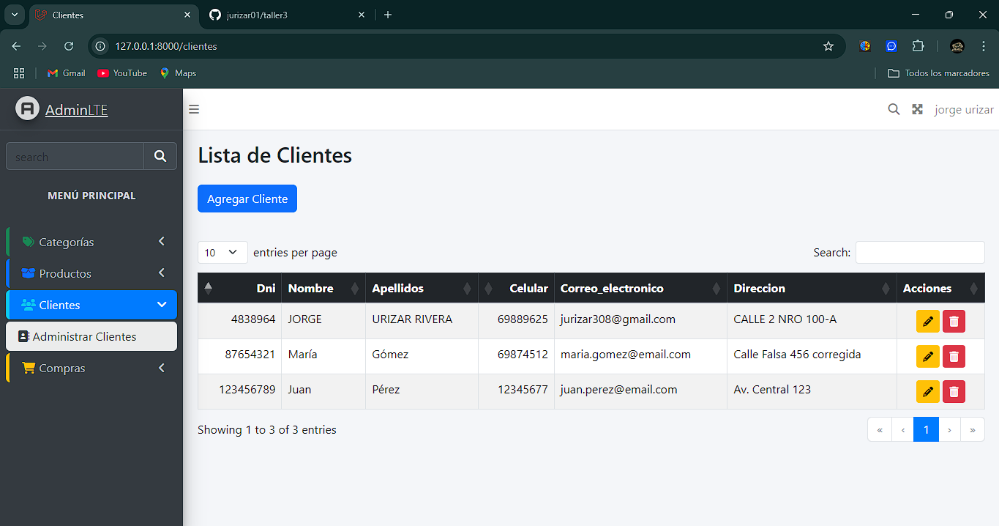 Clientes
jurizar01/taller3
127.0.0.1:8000/clientes
Gmail YouTube Maps Todos los marcadores
AdminLTE
jorge urizar
search
MENÚ PRINCIPAL
Categorías
Productos
Clientes
Administrar Clientes
Compras
Lista de Clientes
Agregar Cliente
10 entries per page Search:
Dni Nombre Apellidos Celular Correo_electronico Direccion Acciones
4838964 JORGE URIZAR RIVERA 69889625 jurizar308@gmail.com CALLE 2 NRO 100-A
87654321 María Gómez 69874512 maria.gomez@email.com Calle Falsa 456 corregida
123456789 Juan Pérez 12345677 juan.perez@email.com Av. Central 123
Showing 1 to 3 of 3 entries « ‹ 1 › »